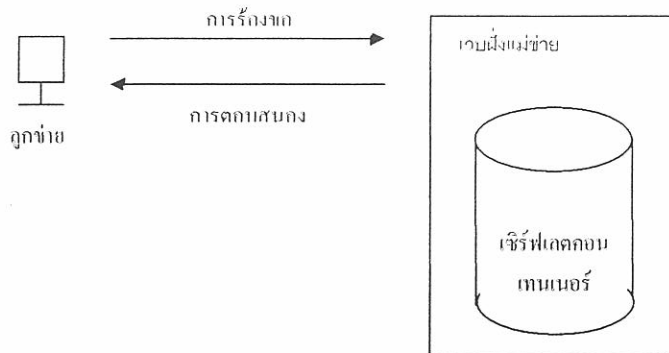 การร้องขอ
เวบฝั่งแม่ข่าย
การตอบสนอง
ลูกข่าย
เซิร์ฟเลตคอน
เทนเนอร์